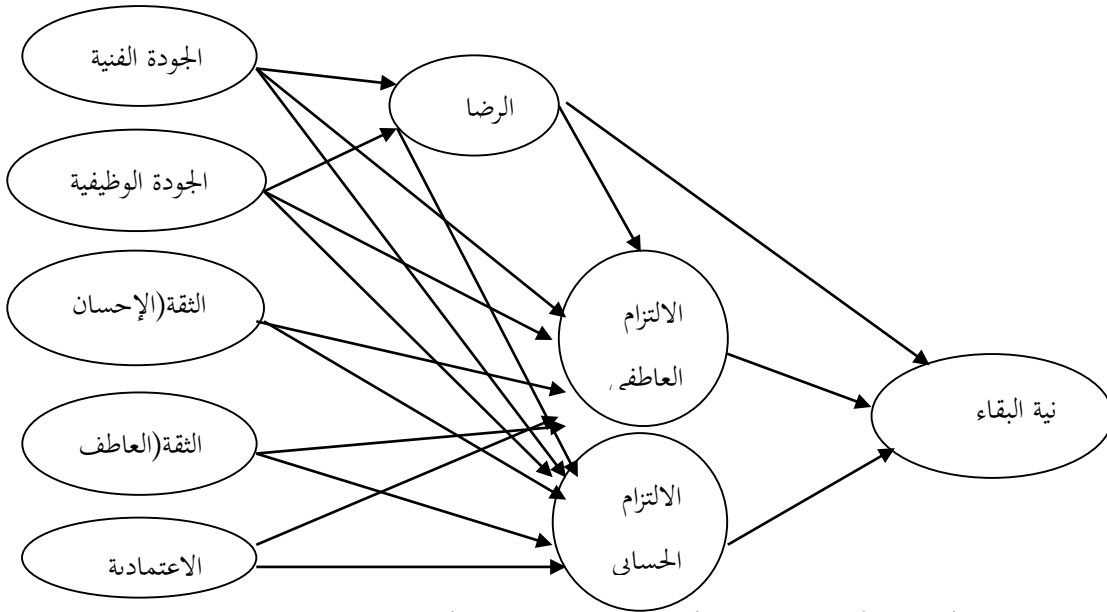 الجودة الفنية
الرضا
الجودة الوظيفية
الثقة(الإحسان
الالتزام
العاطفي
نية البقاء
الثقة(العاطف
الالتزام
الحسابي
الاعتمادية